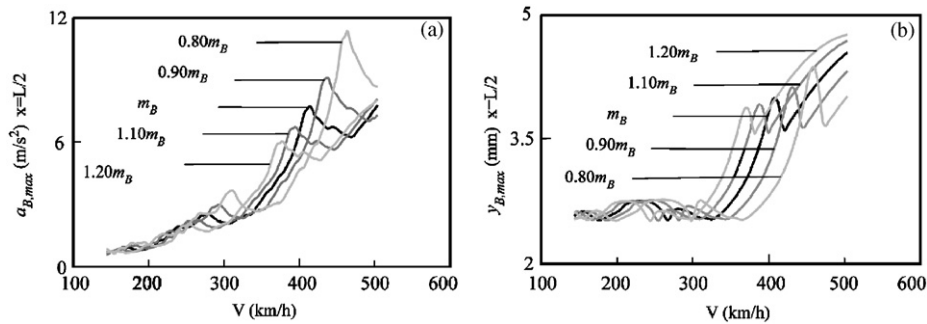 (a)
12
6
0
a_B,max (m/s²) x=L/2
0.80m_B
0.90m_B
m_B
1.10m_B
1.20m_B
100 200 300 400 500 600
V (km/h)
(b)
5
3.5
2
y_B,max (mm) x=L/2
1.20m_B
1.10m_B
m_B
0.90m_B
0.80m_B
100 200 300 400 500 600
V (km/h)